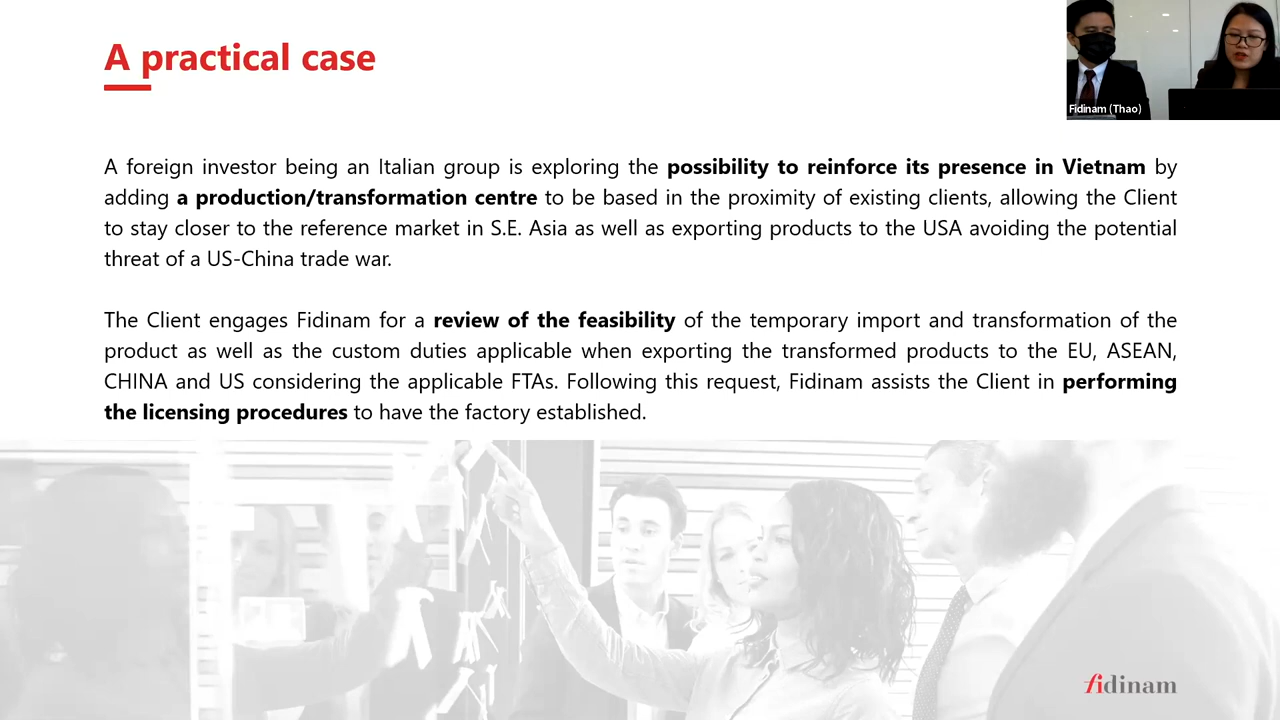 A practical case
Fidinam (Thao)
A foreign investor being an Italian group is exploring the possibility to reinforce its presence in Vietnam by
adding a production/transformation centre to be based in the proximity of existing clients, allowing the Client
to stay closer to the reference market in S.E. Asia as well as exporting products to the USA avoiding the potential
threat of a US-China trade war.
The Client engages Fidinam for a review of the feasibility of the temporary import and transformation of the
product as well as the custom duties applicable when exporting the transformed products to the EU, ASEAN,
CHINA and US considering the applicable FTAs. Following this request, Fidinam assists the Client in performing
the licensing procedures to have the factory established.
fidinam